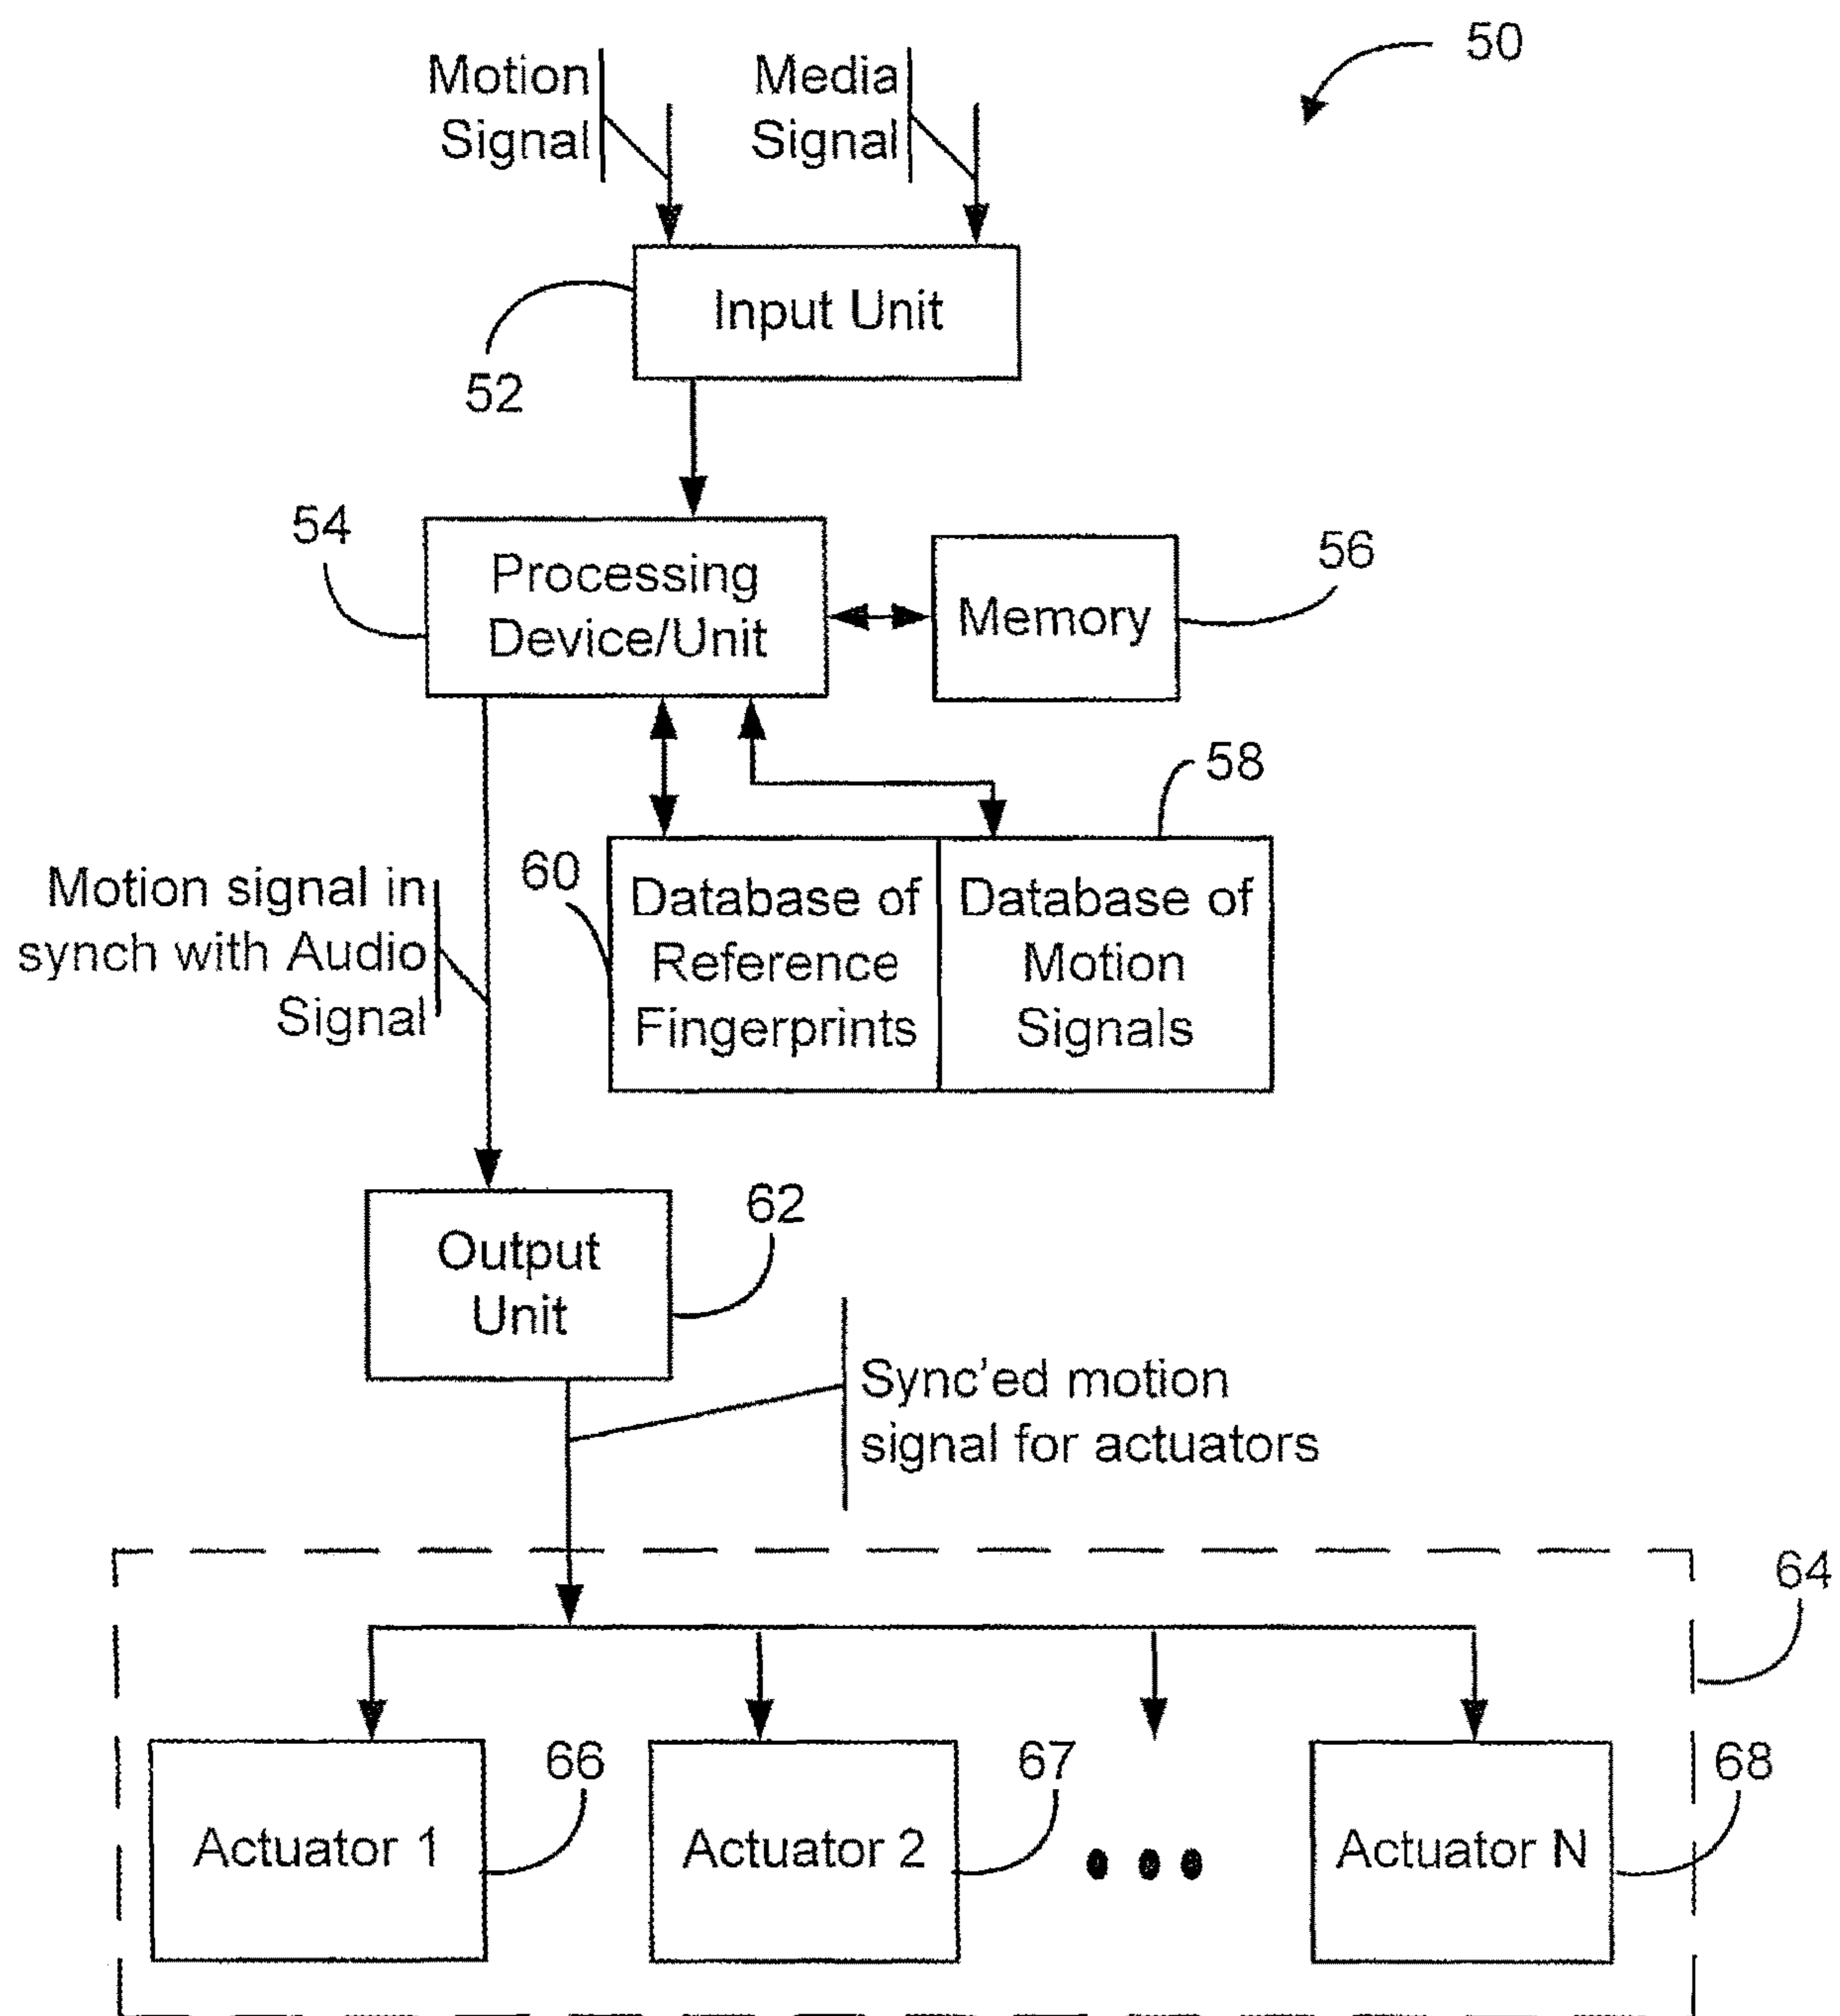 50
Motion
Signal
Media
Signal
Input Unit
52
54
Processing
Device/Unit
Memory
56
58
60
Database of
Reference
Fingerprints
Database of
Motion
Signals
Motion signal in
synch with Audio
Signal
Output
Unit
62
Sync'ed motion
signal for actuators
64
Actuator 1
66
Actuator 2
67
Actuator N
68